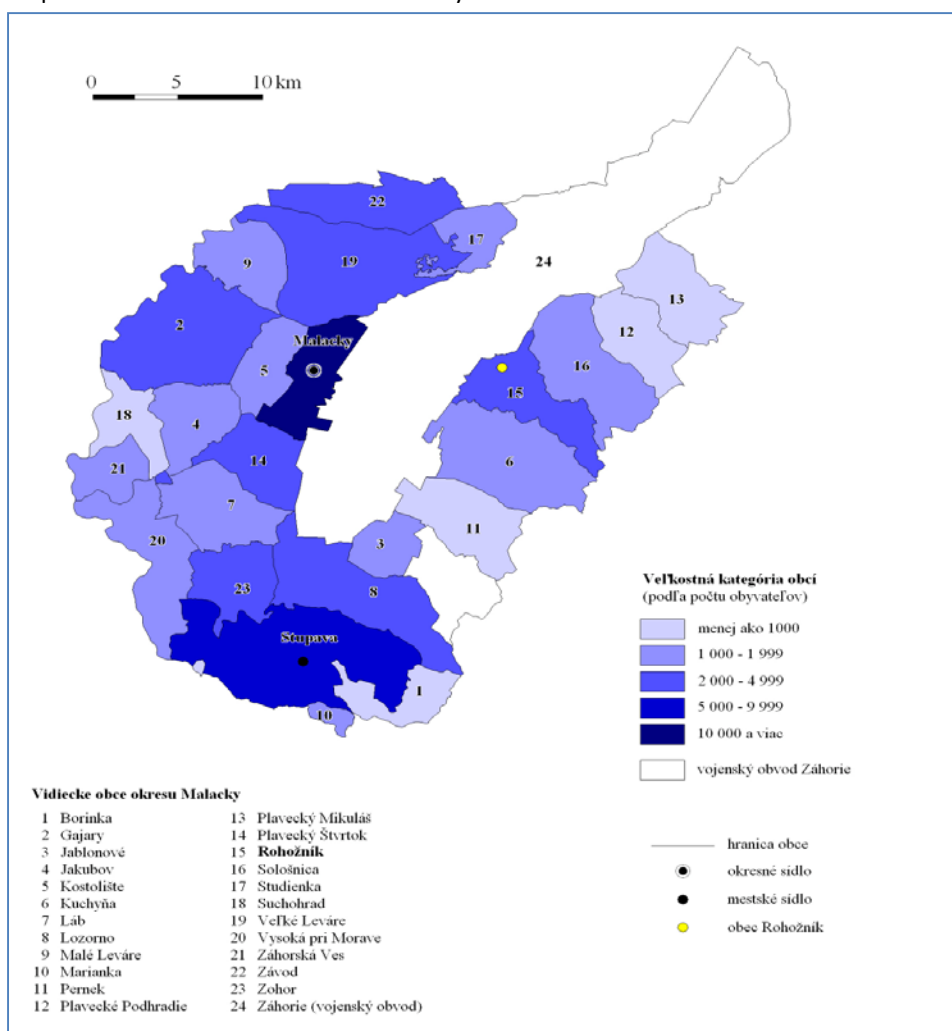 0 5 10 km
22
17
9
19
24
13
2
12
Malacky
16
5
15
18
4
14
6
21
7
11
20
3
23
8
Stupava
1
10
Veľkostná kategória obcí
(podľa počtu obyvateľov)
menej ako 1000
1 000 - 1 999
2 000 - 4 999
5 000 - 9 999
10 000 a viac
vojenský obvod Záhorie
Vidiecke obce okresu Malacky
1 Borinka
2 Gajary
3 Jablonové
4 Jakubov
5 Kostolište
6 Kuchyňa
7 Láb
8 Lozorno
9 Malé Leváre
10 Marianka
11 Pernek
12 Plavecké Podhradie
13 Plavecký Mikuláš
14 Plavecký Štvrtok
15 Rohožník
16 Sološnica
17 Studienka
18 Suchohrad
19 Veľké Leváre
20 Vysoká pri Morave
21 Záhorská Ves
22 Závod
23 Zohor
24 Záhorie (vojenský obvod)
hranica obce
okresné sídlo
mestské sídlo
obec Rohožník